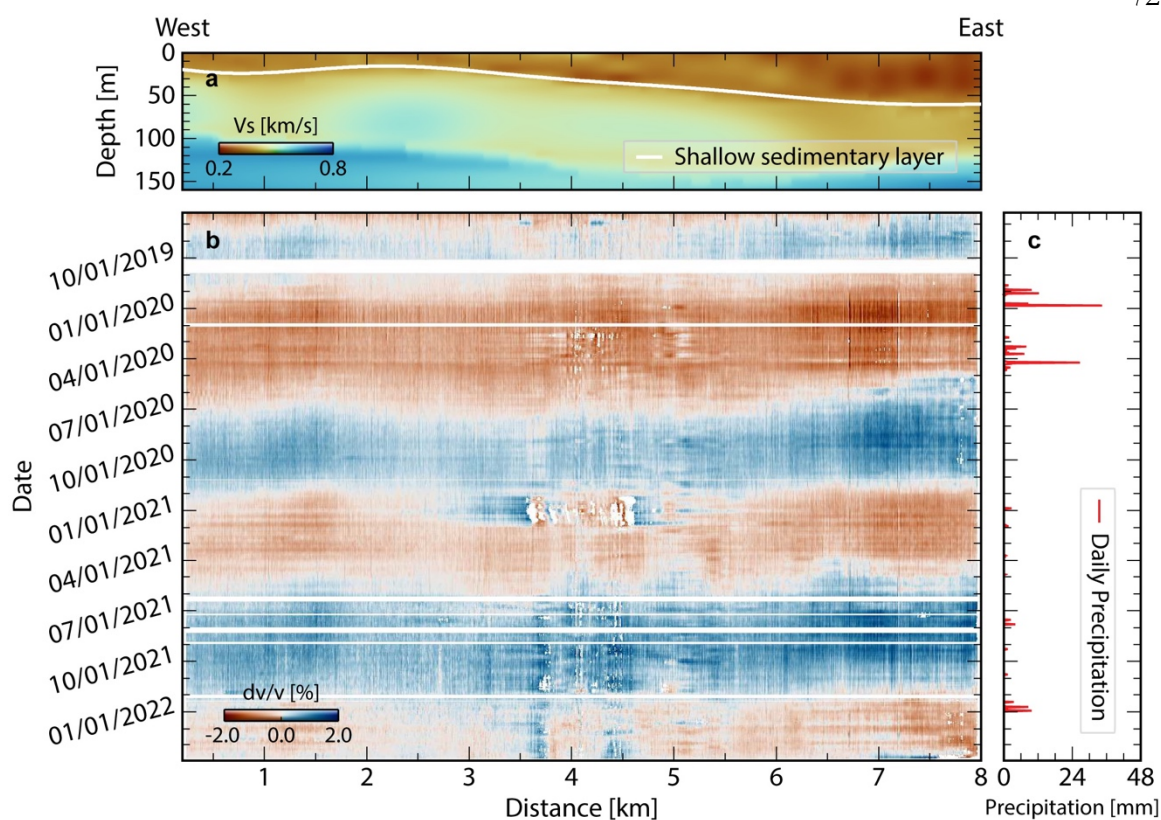 West East
0
50
100
150
Depth [m]
a
Vs [km/s]
0.2 0.8
Shallow sedimentary layer
b
c
10/01/2019
01/01/2020
04/01/2020
07/01/2020
10/01/2020
01/01/2021
04/01/2021
07/01/2021
10/01/2021
01/01/2022
Date
dv/v [%]
-2.0 0.0 2.0
Daily Precipitation
1 2 3 4 5 6 7 8
Distance [km]
0 24 48
Precipitation [mm]